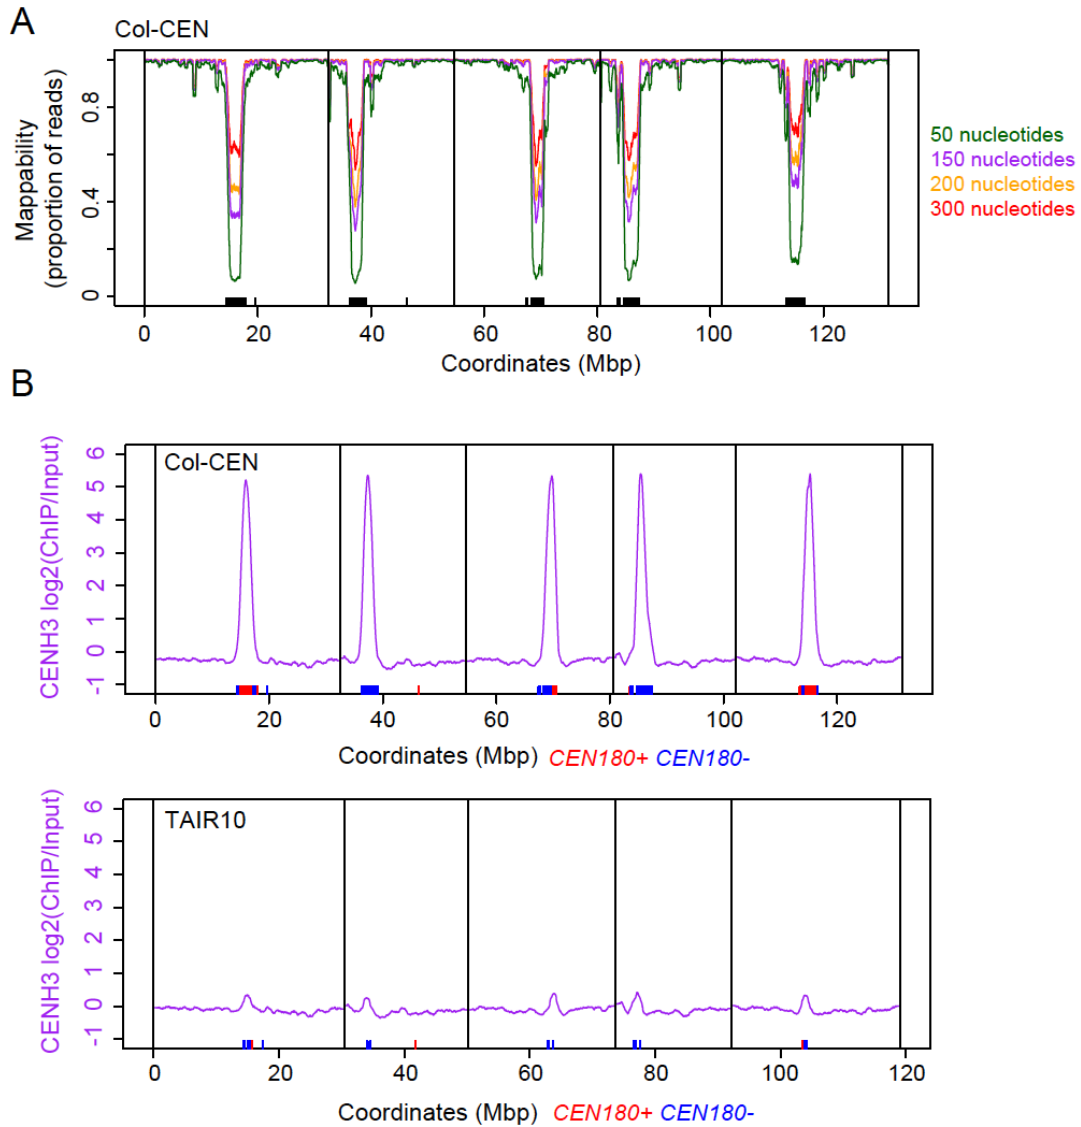 A
Col-CEN
Mappability
(proportion of reads)
0 0.4 0.8
0 20 40 60 80 100 120
Coordinates (Mbp)
50 nucleotides
150 nucleotides
200 nucleotides
300 nucleotides
B
CENH3 log2(ChIP/Input)
-1 0 1 2 3 4 5 6
Col-CEN
0 20 40 60 80 100 120
Coordinates (Mbp) CEN180+ CEN180-
CENH3 log2(ChIP/Input)
-1 0 1 2 3 4 5 6
TAIR10
0 20 40 60 80 100 120
Coordinates (Mbp) CEN180+ CEN180-